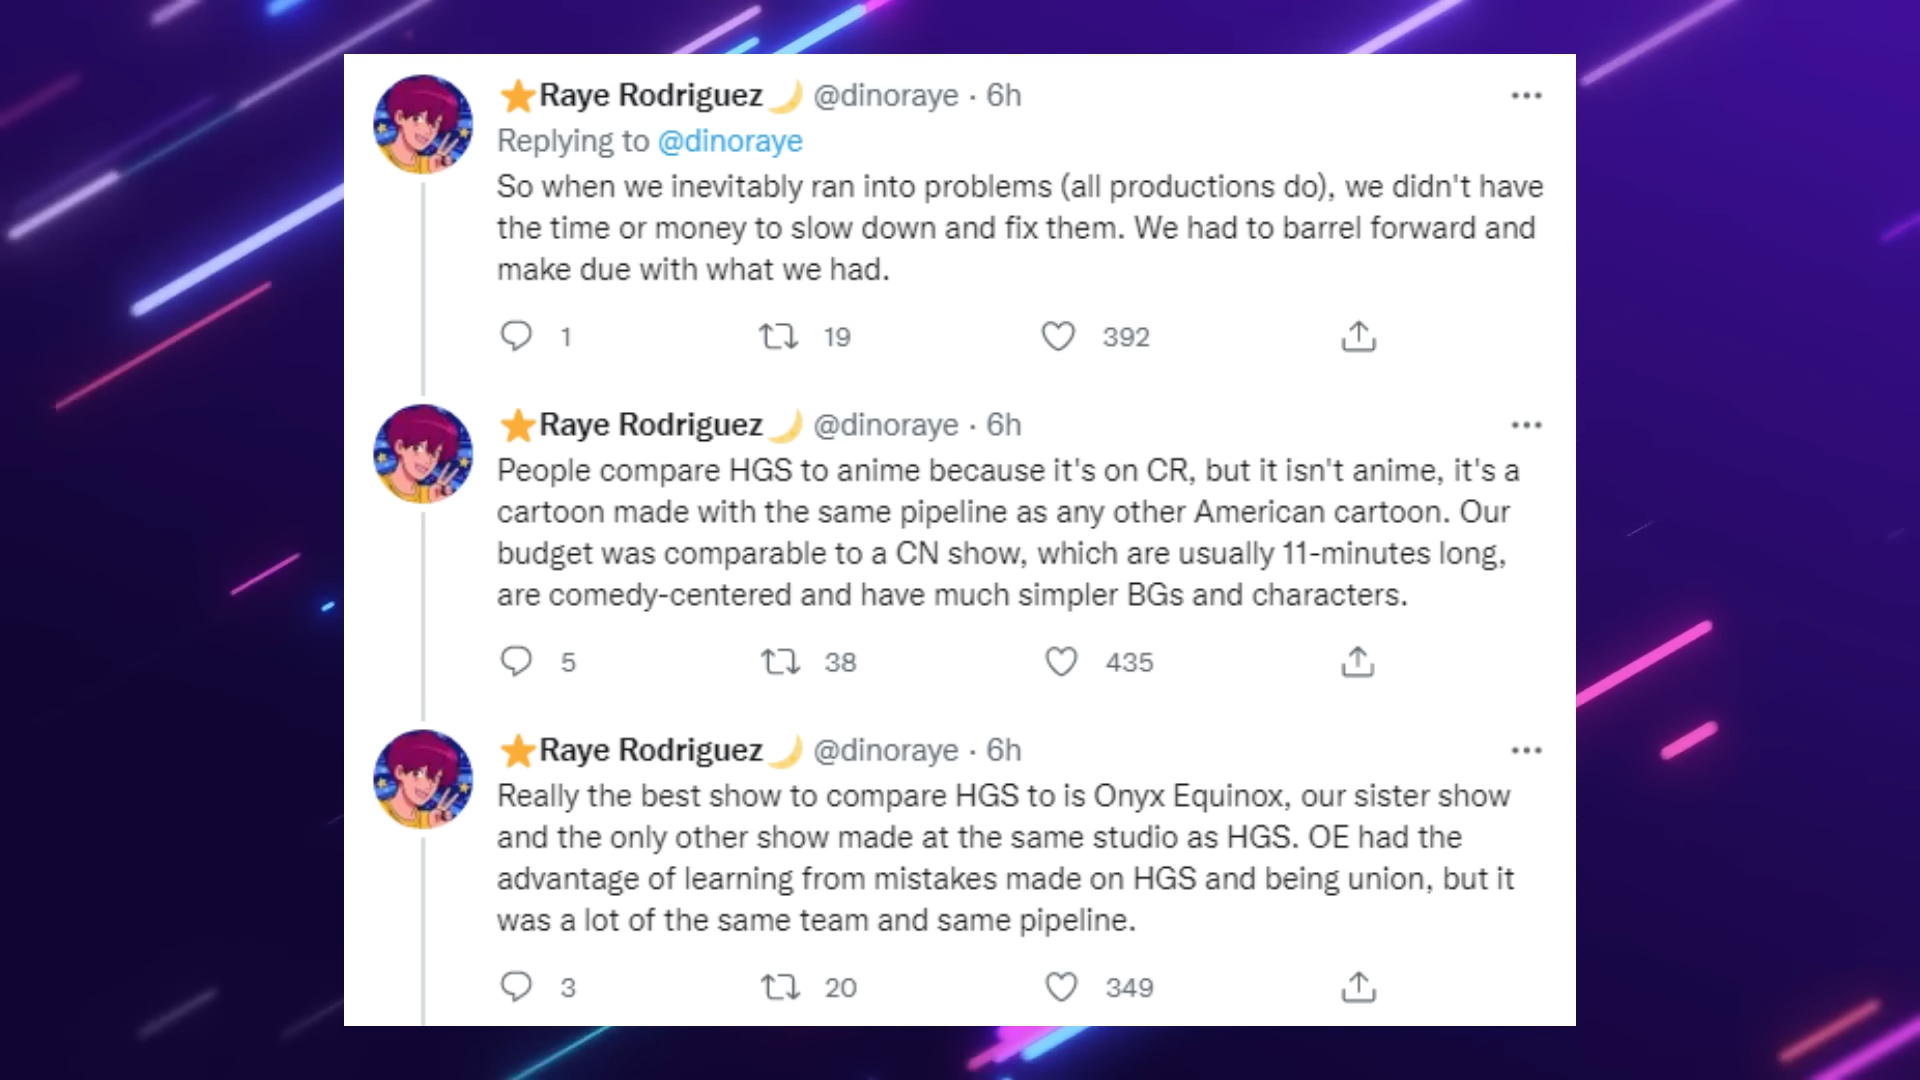 ⭐Raye Rodriguez🌙 @dinoraye · 6h
Replying to @dinoraye
So when we inevitably ran into problems (all productions do), we didn't have
the time or money to slow down and fix them. We had to barrel forward and
make due with what we had.
1 19 392
⭐Raye Rodriguez🌙 @dinoraye · 6h
People compare HGS to anime because it's on CR, but it isn't anime, it's a
cartoon made with the same pipeline as any other American cartoon. Our
budget was comparable to a CN show, which are usually 11-minutes long,
are comedy-centered and have much simpler BGs and characters.
5 38 435
⭐Raye Rodriguez🌙 @dinoraye · 6h
Really the best show to compare HGS to is Onyx Equinox, our sister show
and the only other show made at the same studio as HGS. OE had the
advantage of learning from mistakes made on HGS and being union, but it
was a lot of the same team and same pipeline.
3 20 349